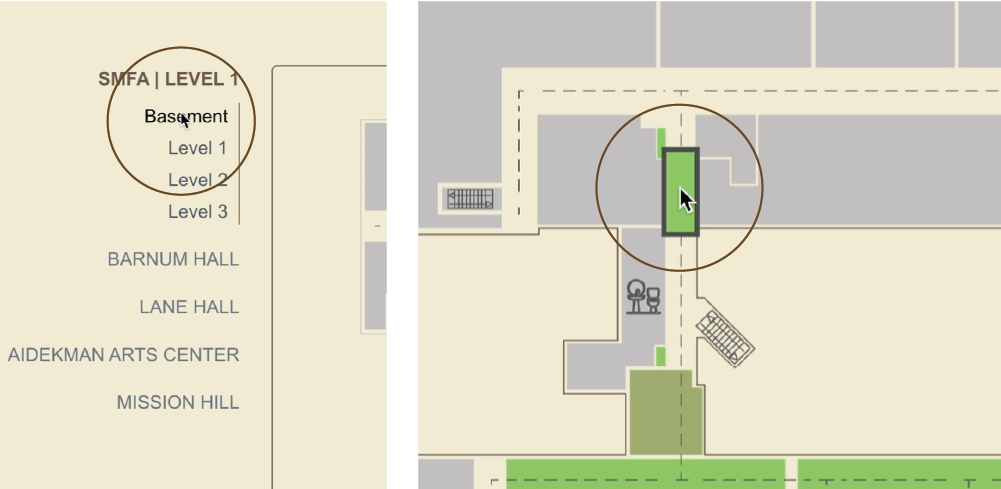 SMFA | LEVEL 1
Basement
Level 1
Level 2
Level 3
BARNUM HALL
LANE HALL
AIDEKMAN ARTS CENTER
MISSION HILL